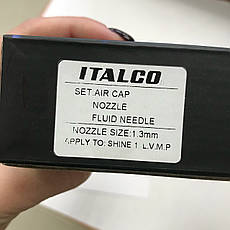 ITALCO
SET.AIR CAP
NOZZLE
FLUID NEEDLE
NOZZLE SIZE:1.3mm
APPLY TO: SHINE 1 L.V.M.P